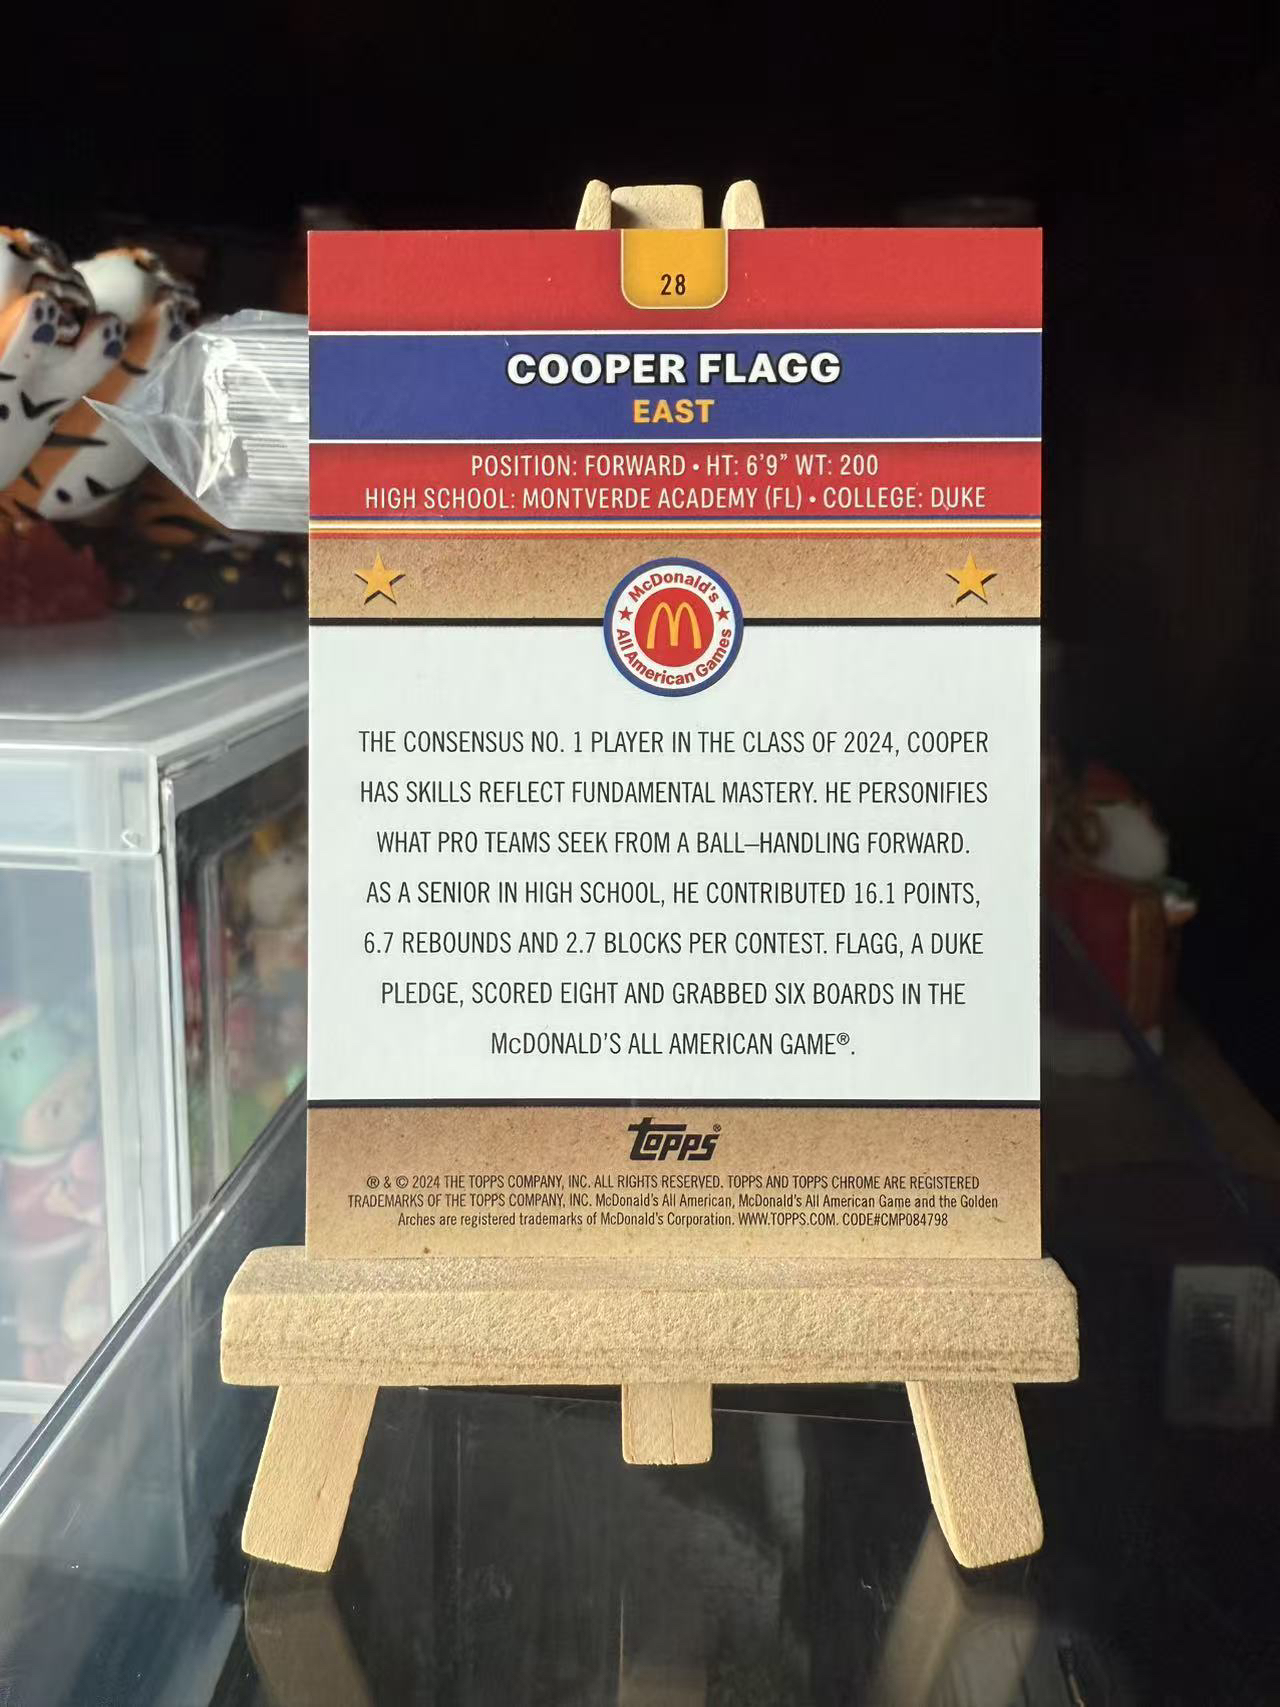 28
COOPER FLAGG
EAST
POSITION: FORWARD • HT: 6'9" WT: 200
HIGH SCHOOL: MONTVERDE ACADEMY (FL) • COLLEGE: DUKE
McDonald's
All American Games
THE CONSENSUS NO. 1 PLAYER IN THE CLASS OF 2024, COOPER
HAS SKILLS REFLECT FUNDAMENTAL MASTERY. HE PERSONIFIES
WHAT PRO TEAMS SEEK FROM A BALL–HANDLING FORWARD.
AS A SENIOR IN HIGH SCHOOL, HE CONTRIBUTED 16.1 POINTS,
6.7 REBOUNDS AND 2.7 BLOCKS PER CONTEST. FLAGG, A DUKE
PLEDGE, SCORED EIGHT AND GRABBED SIX BOARDS IN THE
McDONALD'S ALL AMERICAN GAME®.
topps®
® & © 2024 THE TOPPS COMPANY, INC. ALL RIGHTS RESERVED. TOPPS AND TOPPS CHROME ARE REGISTERED
TRADEMARKS OF THE TOPPS COMPANY, INC. McDonald's All American, McDonald's All American Game and the Golden
Arches are registered trademarks of McDonald's Corporation. WWW.TOPPS.COM. CODE#CMP084798